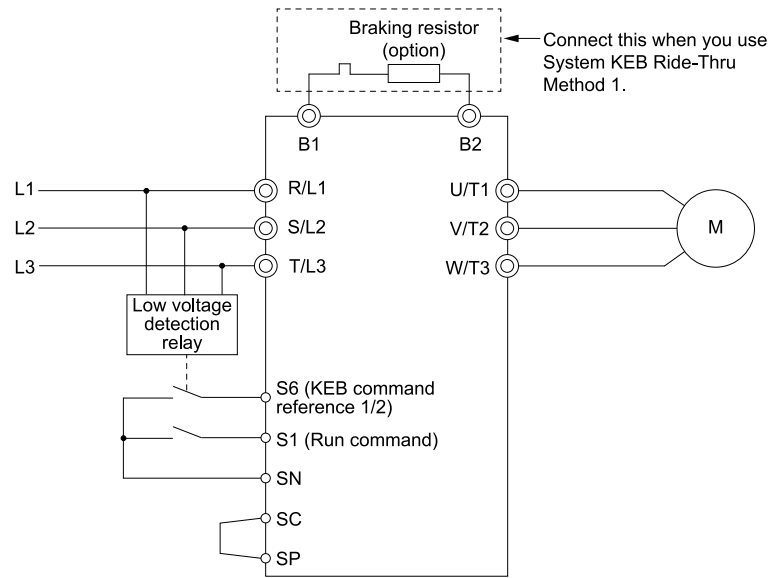 Braking resistor
(option)
Connect this when you use
System KEB Ride-Thru
Method 1.
B1
B2
L1
R/L1
U/T1
L2
S/L2
V/T2
M
L3
T/L3
W/T3
Low voltage
detection
relay
S6 (KEB command
reference 1/2)
S1 (Run command)
SN
SC
SP